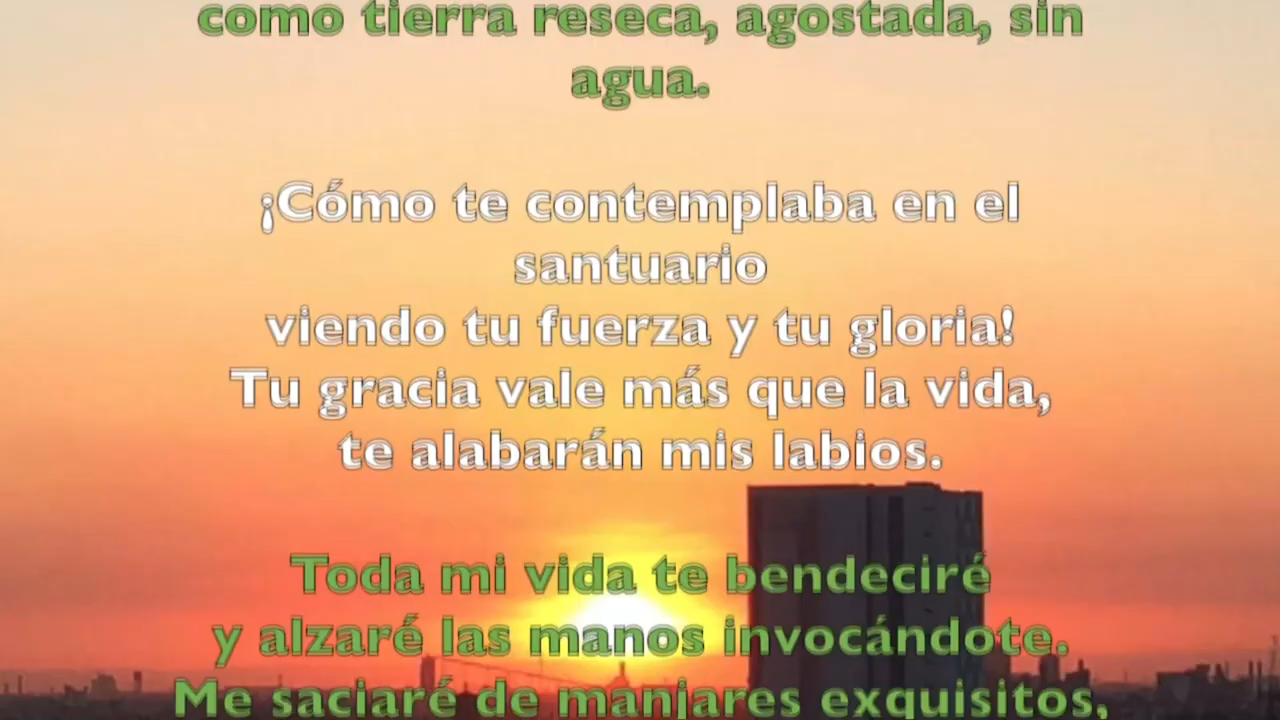 como tierra reseca, agostada, sin
agua.
¡Cómo te contemplaba en el
santuario
viendo tu fuerza y tu gloria!
Tu gracia vale más que la vida,
te alabarán mis labios.
Toda mi vida te bendeciré
y alzaré las manos invocándote.
Me saciaré de manjares exquisitos,